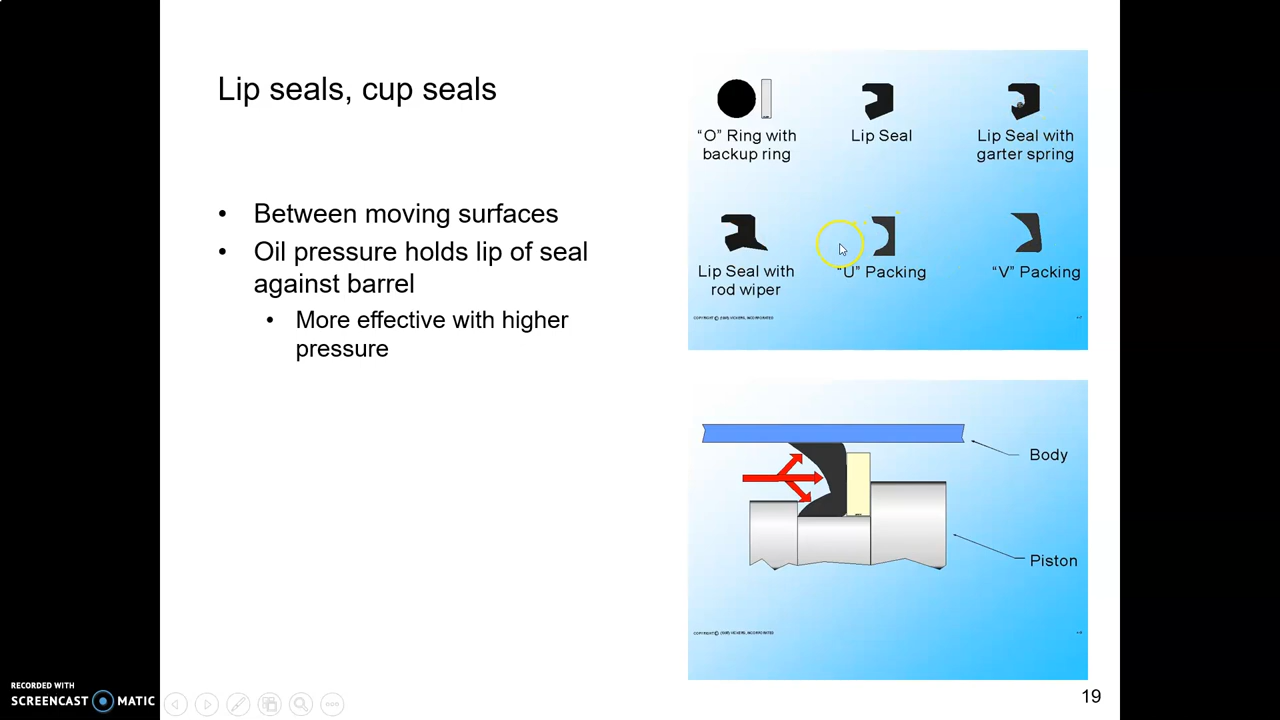 Lip seals, cup seals
• Between moving surfaces
• Oil pressure holds lip of seal
against barrel
• More effective with higher
pressure
“O” Ring with
backup ring
Lip Seal
Lip Seal with
garter spring
Lip Seal with
rod wiper
“U” Packing
“V” Packing
Body
Piston
19
RECORDED WITH
SCREENCAST MATIC